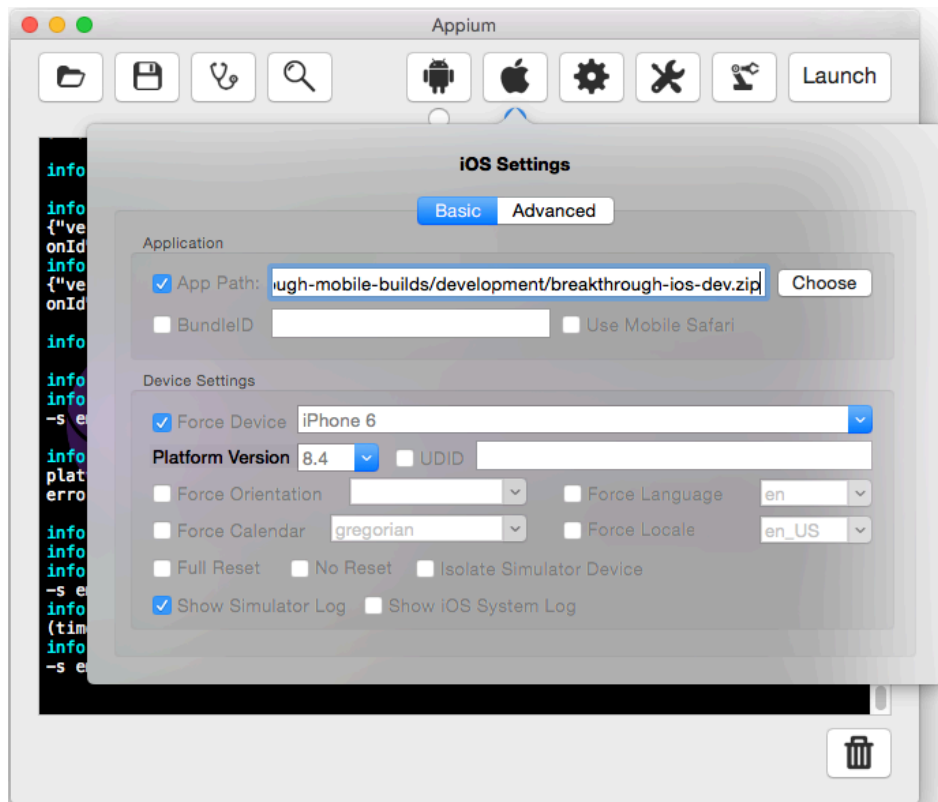 Appium
Launch
iOS Settings
Basic Advanced
Application
App Path: ough-mobile-builds/development/breakthrough-ios-dev.zip Choose
BundleID Use Mobile Safari
Device Settings
Force Device iPhone 6
Platform Version 8.4 UDID
Force Orientation Force Language en
Force Calendar gregorian Force Locale en_US
Full Reset No Reset Isolate Simulator Device
Show Simulator Log Show iOS System Log
info
info
{"ve
onId"
info
{"ve
onId"
info
info
info
-s e
info
plat
erro
info
info
info
-s e
info
(tim
info
-s e